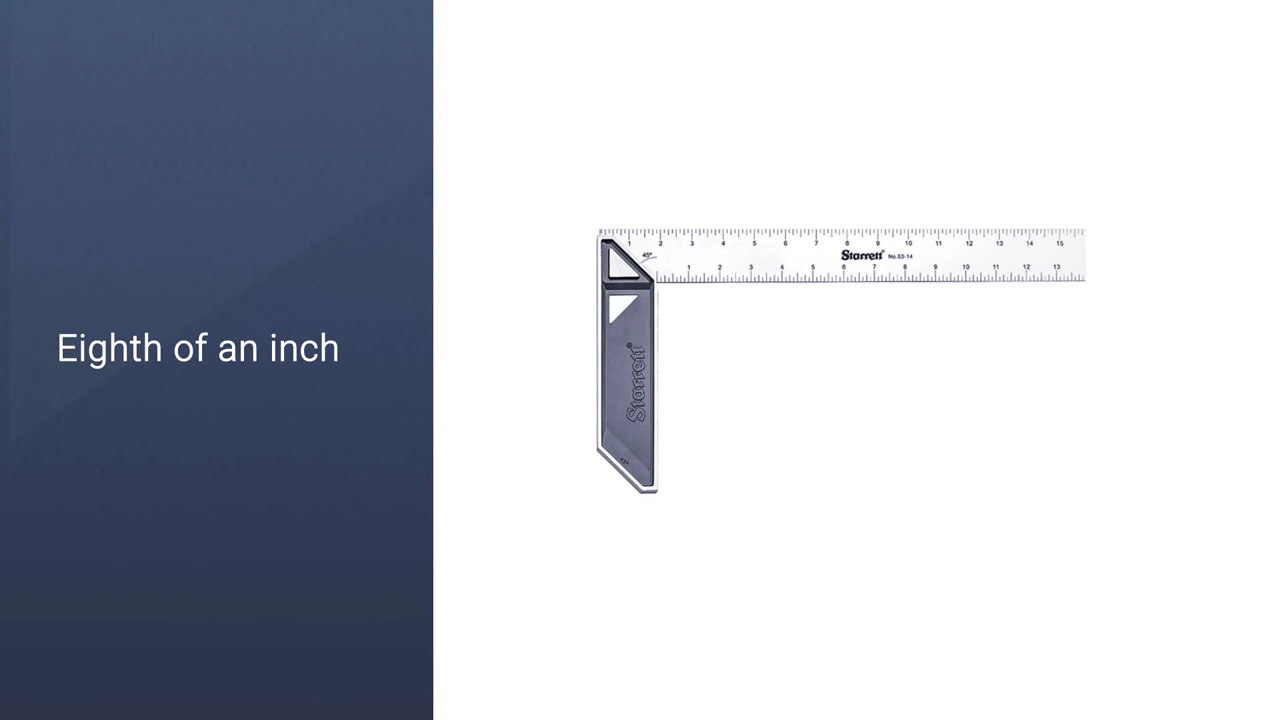 Eighth of an inch
1 2 3 4 5 6 7 8 9 10 11 12 13 14 15
45°
Starrett No.53-14
1 2 3 4 5 6 7 8 9 10 11 12 13
Starrett